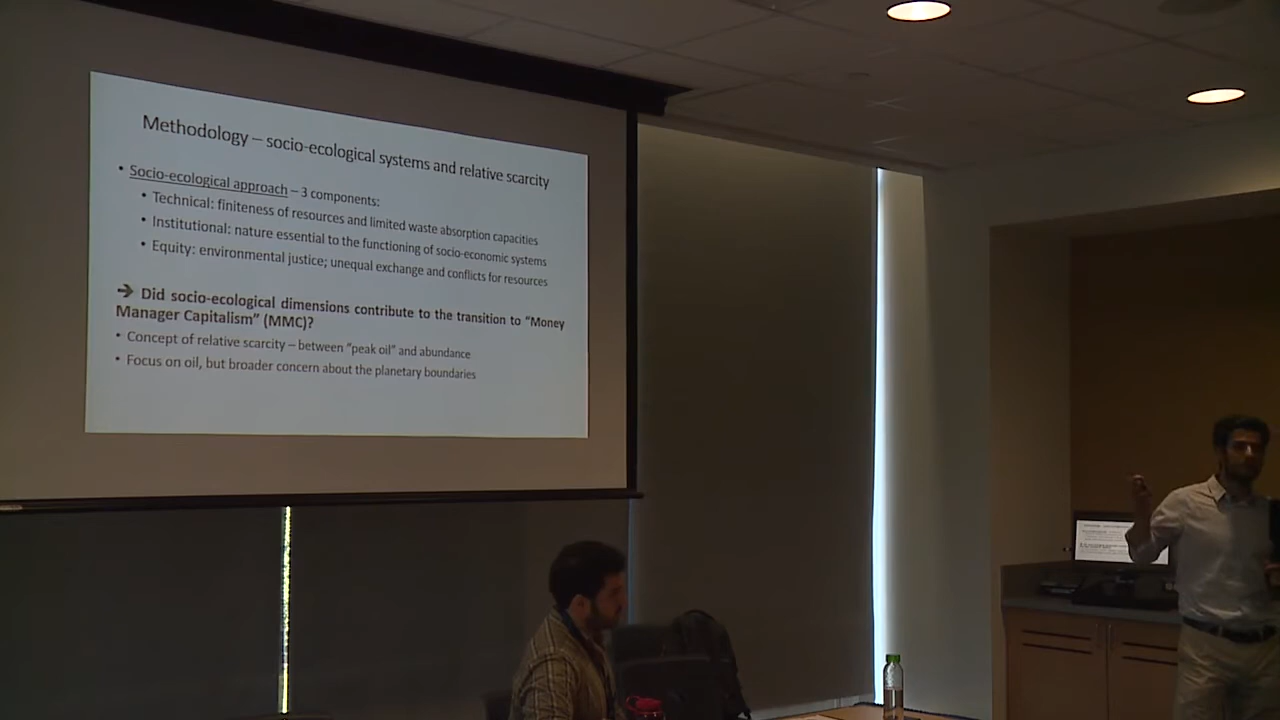 Methodology – socio-ecological systems and relative scarcity
• Socio-ecological approach – 3 components:
• Technical: finiteness of resources and limited waste absorption capacities
• Institutional: nature essential to the functioning of socio-economic systems
• Equity: environmental justice; unequal exchange and conflicts for resources
➔ Did socio-ecological dimensions contribute to the transition to “Money
Manager Capitalism” (MMC)?
• Concept of relative scarcity – between “peak oil” and abundance
• Focus on oil, but broader concern about the planetary boundaries